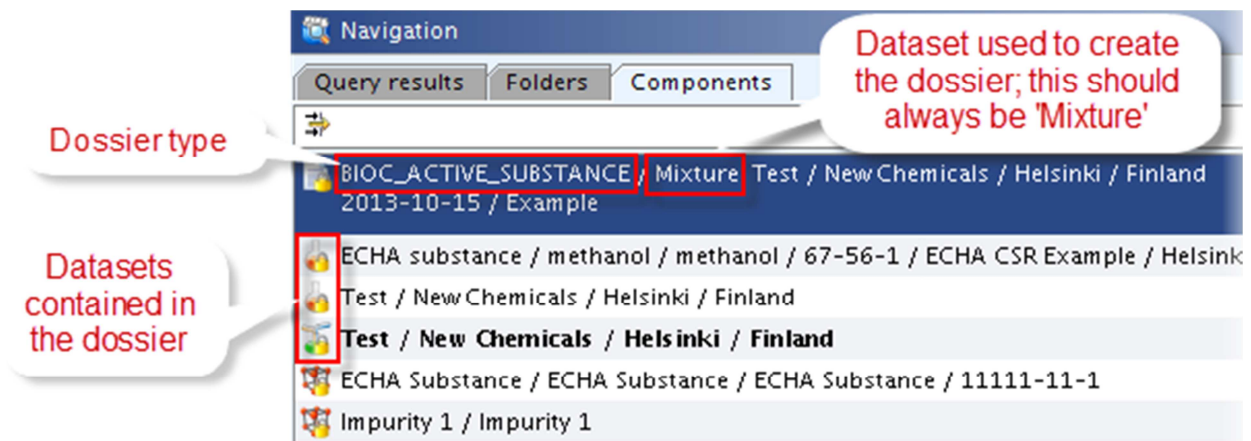 Navigation
Dataset used to create
the dossier; this should
always be 'Mixture'
Query results Folders Components
Dossier type
BIOC_ACTIVE_SUBSTANCE / Mixture Test / New Chemicals / Helsinki / Finland
2013-10-15 / Example
Datasets
contained in
the dossier
ECHA substance / methanol / methanol / 67-56-1 / ECHA CSR Example / Helsink
Test / New Chemicals / Helsinki / Finland
Test / New Chemicals / Helsinki / Finland
ECHA Substance / ECHA Substance / ECHA Substance / 11111-11-1
Impurity 1 / Impurity 1